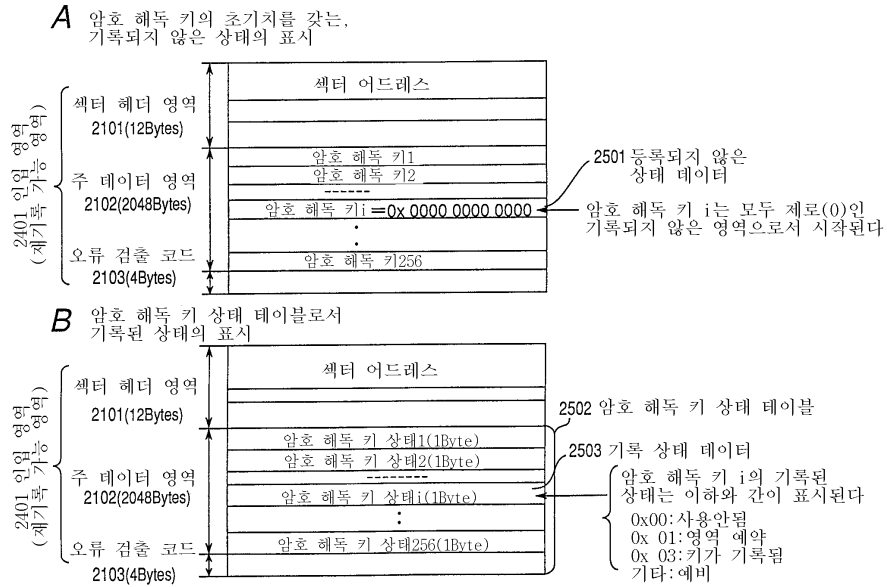 A 암호 해독 키의 초기치를 갖는,
기록되지 않은 상태의 표시
2401 인입 영역
(재기록 가능 영역)
섹터 헤더 영역
2101(12Bytes)
주 데이터 영역
2102(2048Bytes)
오류 검출 코드
2103(4Bytes)
섹터 어드레스
암호 해독 키1
암호 해독 키2
암호 해독 키i=0x 0000 0000 0000
암호 해독 키256
2501 등록되지 않은
상태 데이터
암호 해독 키 i는 모두 제로(0)인
기록되지 않은 영역으로서 시작된다
B 암호 해독 키 상태 테이블로서
기록된 상태의 표시
2401 인입 영역
(재기록 가능 영역)
섹터 헤더 영역
2101(12Bytes)
주 데이터 영역
2102(2048Bytes)
오류 검출 코드
2103(4Bytes)
섹터 어드레스
암호 해독 키 상태1(1Byte)
암호 해독 키 상태2(1Byte)
암호 해독 키 상태i(1Byte)
암호 해독 키 상태256(1Byte)
2502 암호 해독 키 상태 테이블
2503 기록 상태 데이터
암호 해독 키 i의 기록된
상태는 이하와 간이 표시된다
0x00:사용안됨
0x 01:영역 예약
0x 03:키가 기록됨
기타:예비